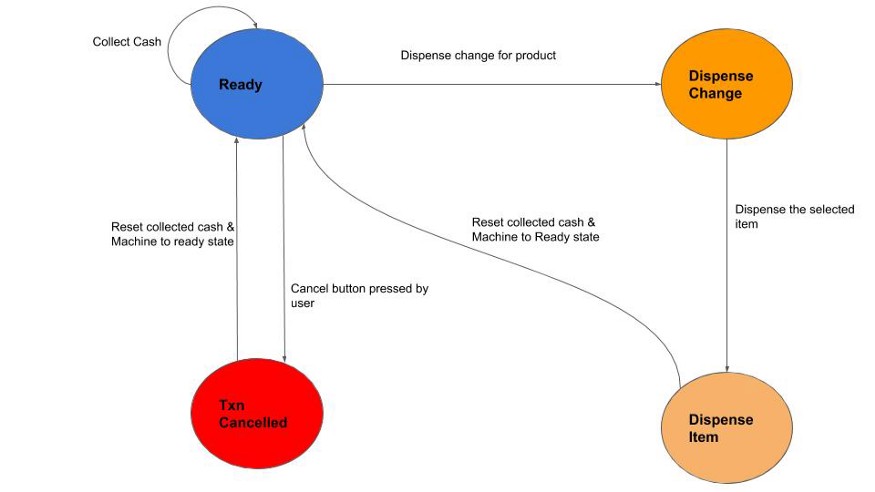 Collect Cash
Ready
Dispense change for product
Dispense
Change
Reset collected cash &
Machine to ready state
Cancel button pressed by
user
Reset collected cash &
Machine to Ready state
Dispense the selected
item
Txn
Cancelled
Dispense
Item